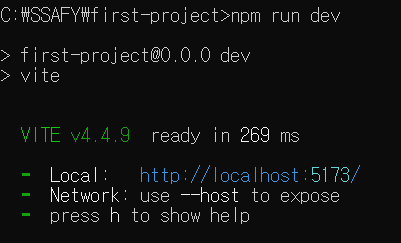 C:₩SSAFY₩first-project>npm run dev
> first-project@0.0.0 dev
> vite
VITE v4.4.9 ready in 269 ms
- Local: http://localhost:5173/
- Network: use --host to expose
- press h to show help